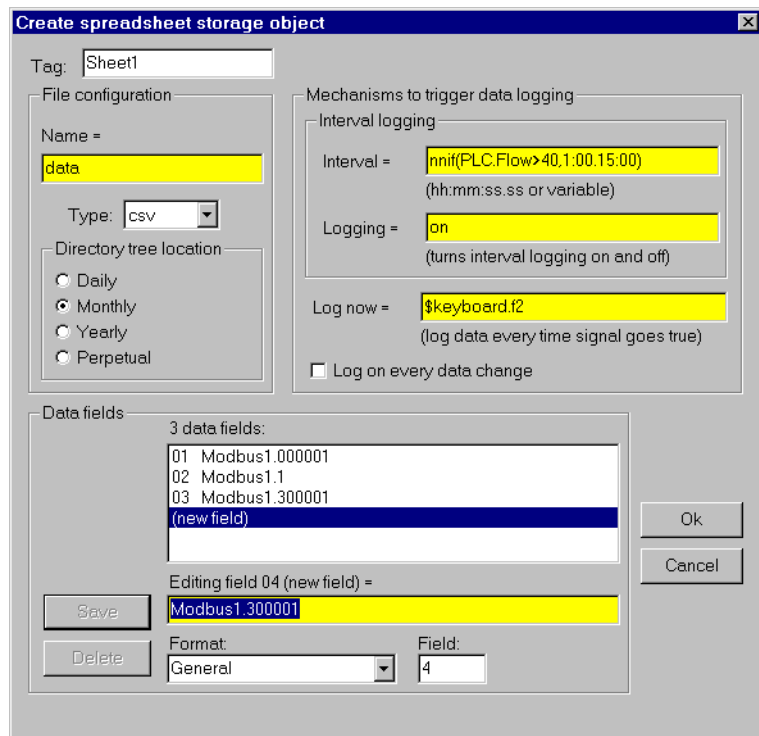 Create spreadsheet storage object
Tag: Sheet1
File configuration
Name =
data
Type: csv
Directory tree location
Daily
Monthly
Yearly
Perpetual
Mechanisms to trigger data logging
Interval logging
Interval = nnif(PLC.Flow>40,1:00.15:00)
(hh:mm:ss.ss or variable)
Logging = on
(turns interval logging on and off)
Log now = $keyboard.f2
(log data every time signal goes true)
Log on every data change
Data fields
3 data fields:
01 Modbus1.000001
02 Modbus1.1
03 Modbus1.300001
(new field)
Editing field 04 (new field) =
Modbus1.300001
Save
Delete
Format: Field:
General 4
Ok
Cancel